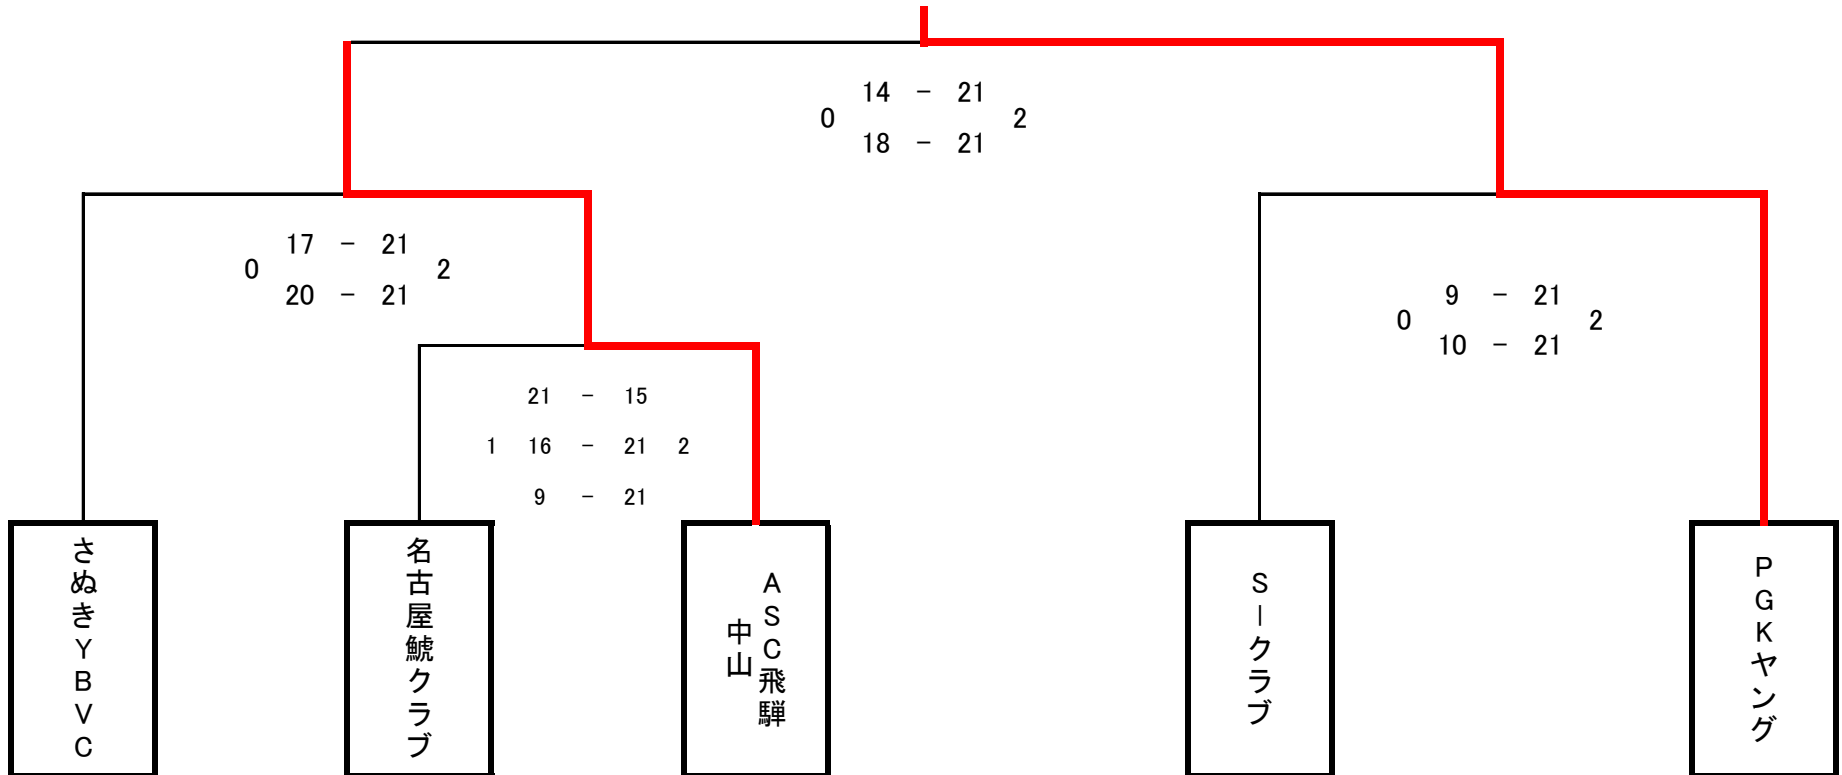 14 － 21
0 2
18 － 21
17 － 21
0 2
20 － 21
9 － 21
0 2
10 － 21
21 － 15
1 16 － 21 2
9 － 21
さぬきＹＢＶＣ
名古屋鯱クラブ
ＡＳＣ飛騨
中山
Ｓ－クラブ
ＰＧＫヤング